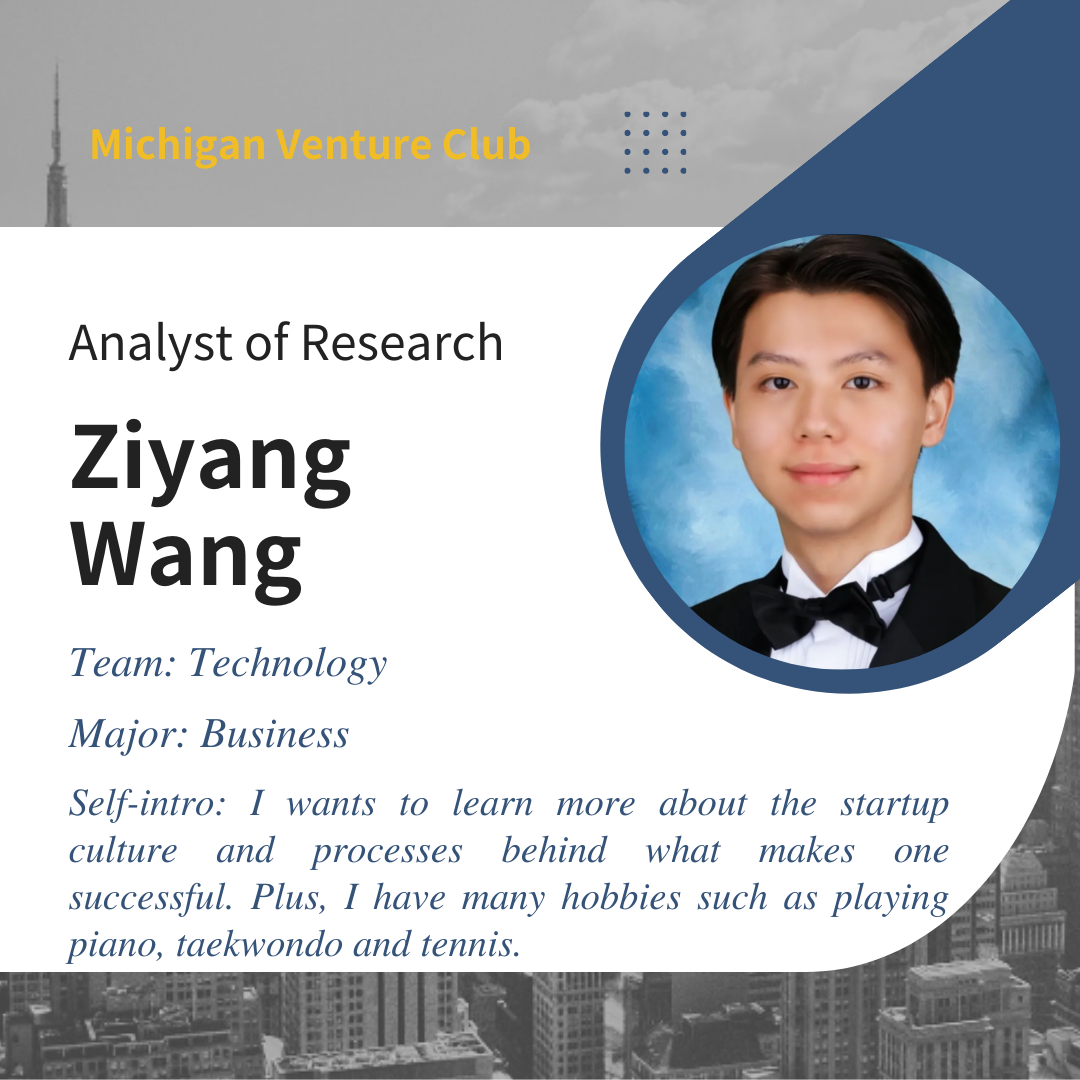 Michigan Venture Club
Analyst of Research
Ziyang
Wang
Team: Technology
Major: Business
Self-intro: I wants to learn more about the startup
culture and processes behind what makes one
successful. Plus, I have many hobbies such as playing
piano, taekwondo and tennis.